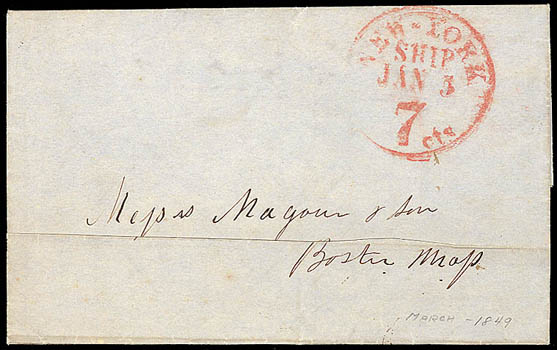 NEW-YORK
SHIP
JAN 3
7
cts
Messrs Magoun & Son
Boston Mass
MARCH - 1849